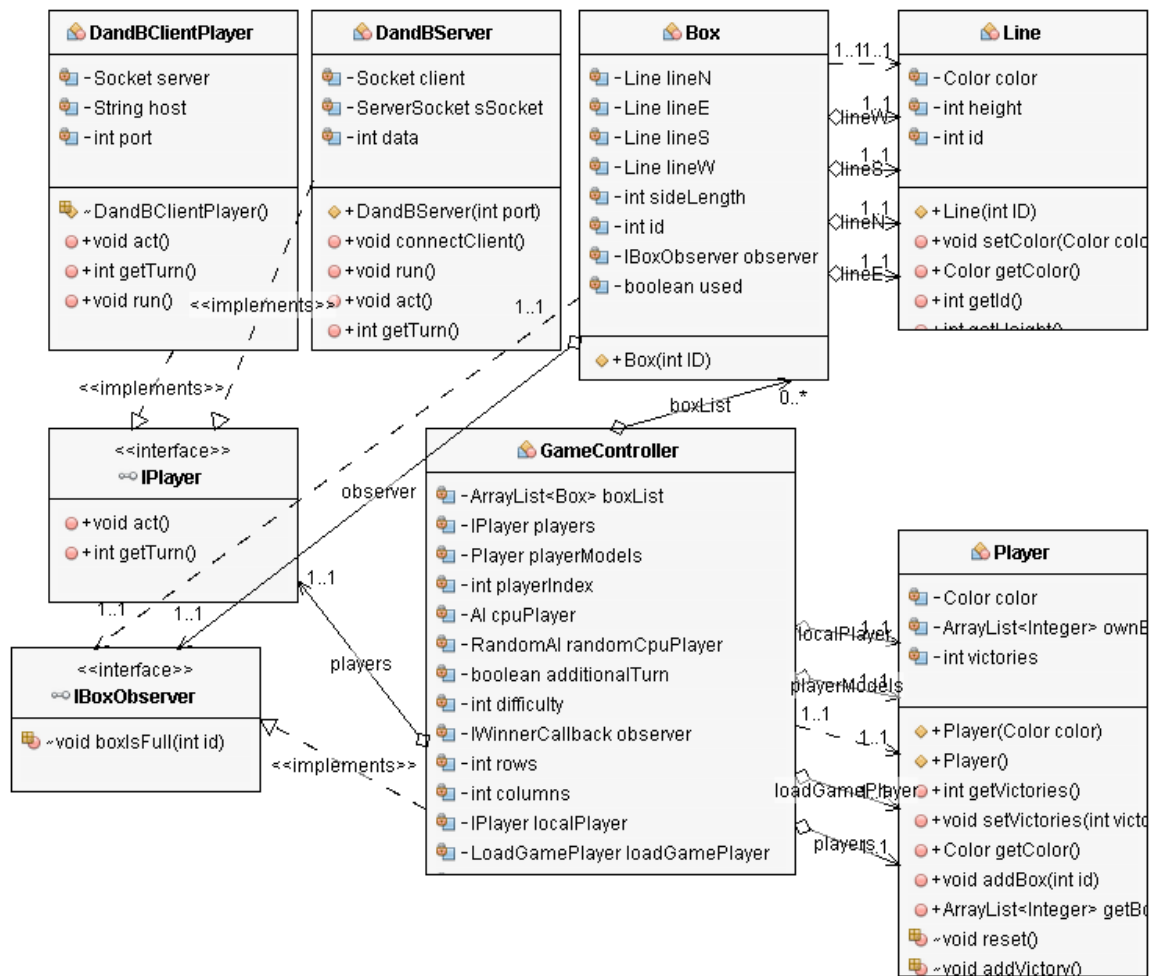 DandBClientPlayer
-Socket server
-String host
-int port
~DandBClientPlayer()
+void act()
+int getTurn()
+void run()
DandBServer
-Socket client
-ServerSocket sSocket
-int data
+DandBServer(int port)
+void connectClient()
+void run()
+void act()
+int getTurn()
Box
-Line lineN
-Line lineE
-Line lineS
-Line lineW
-int sideLength
-int id
-IBoxObserver observer
-boolean used
+Box(int ID)
1..1
1..1
1..1
lineW
1..1
lineS
1..1
lineN
1..1
lineE
Line
-Color color
-int height
-int id
+Line(int ID)
+void setColor(Color colo
+Color getColor()
+int getId()
+int getHeight()
<<implements>>
<<implements>>
1..1
boxList
0..*
<<interface>>
IPlayer
+void act()
+int getTurn()
observer
1..1
1..1
1..1
players
<<interface>>
IBoxObserver
~void boxIsFull(int id)
<<implements>>
GameController
-ArrayList<Box> boxList
-IPlayer players
-Player playerModels
-int playerIndex
-AI cpuPlayer
-RandomAI randomCpuPlayer
-boolean additionalTurn
-int difficulty
-IWinnerCallback observer
-int rows
-int columns
-IPlayer localPlayer
-LoadGamePlayer loadGamePlayer
localPlayer
1..1
playerModels
1..1
1..1
1..1
loadGamePlayer
1..1
players
1..1
Player
-Color color
-ArrayList<Integer> ownB
-int victories
+Player(Color color)
+Player()
+int getVictories()
+void setVictories(int victo
+Color getColor()
+void addBox(int id)
+ArrayList<Integer> getBo
~void reset()
~void addVictory()